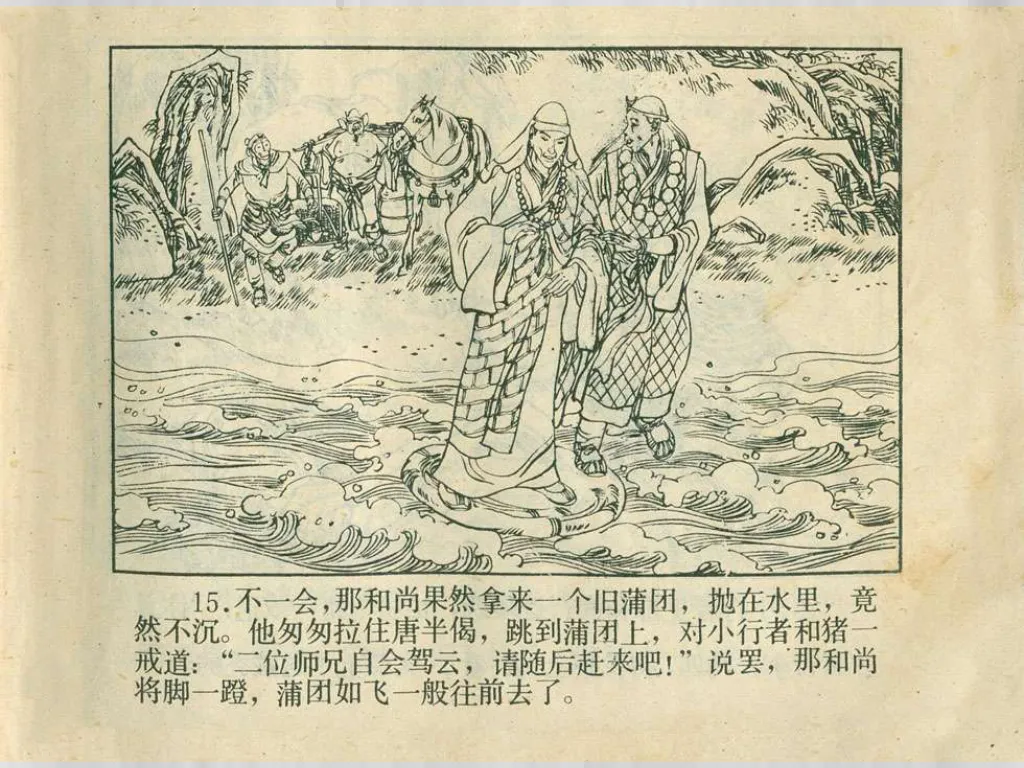 15.不一会，那和尚果然拿来一个旧蒲团，抛在水里，竟
然不沉。他匆匆拉住唐半偈，跳到蒲团上，对小行者和猪一
戒道：“二位师兄自会驾云，请随后赶来吧！”说罢，那和尚
将脚一蹬，蒲团如飞一般往前去了。